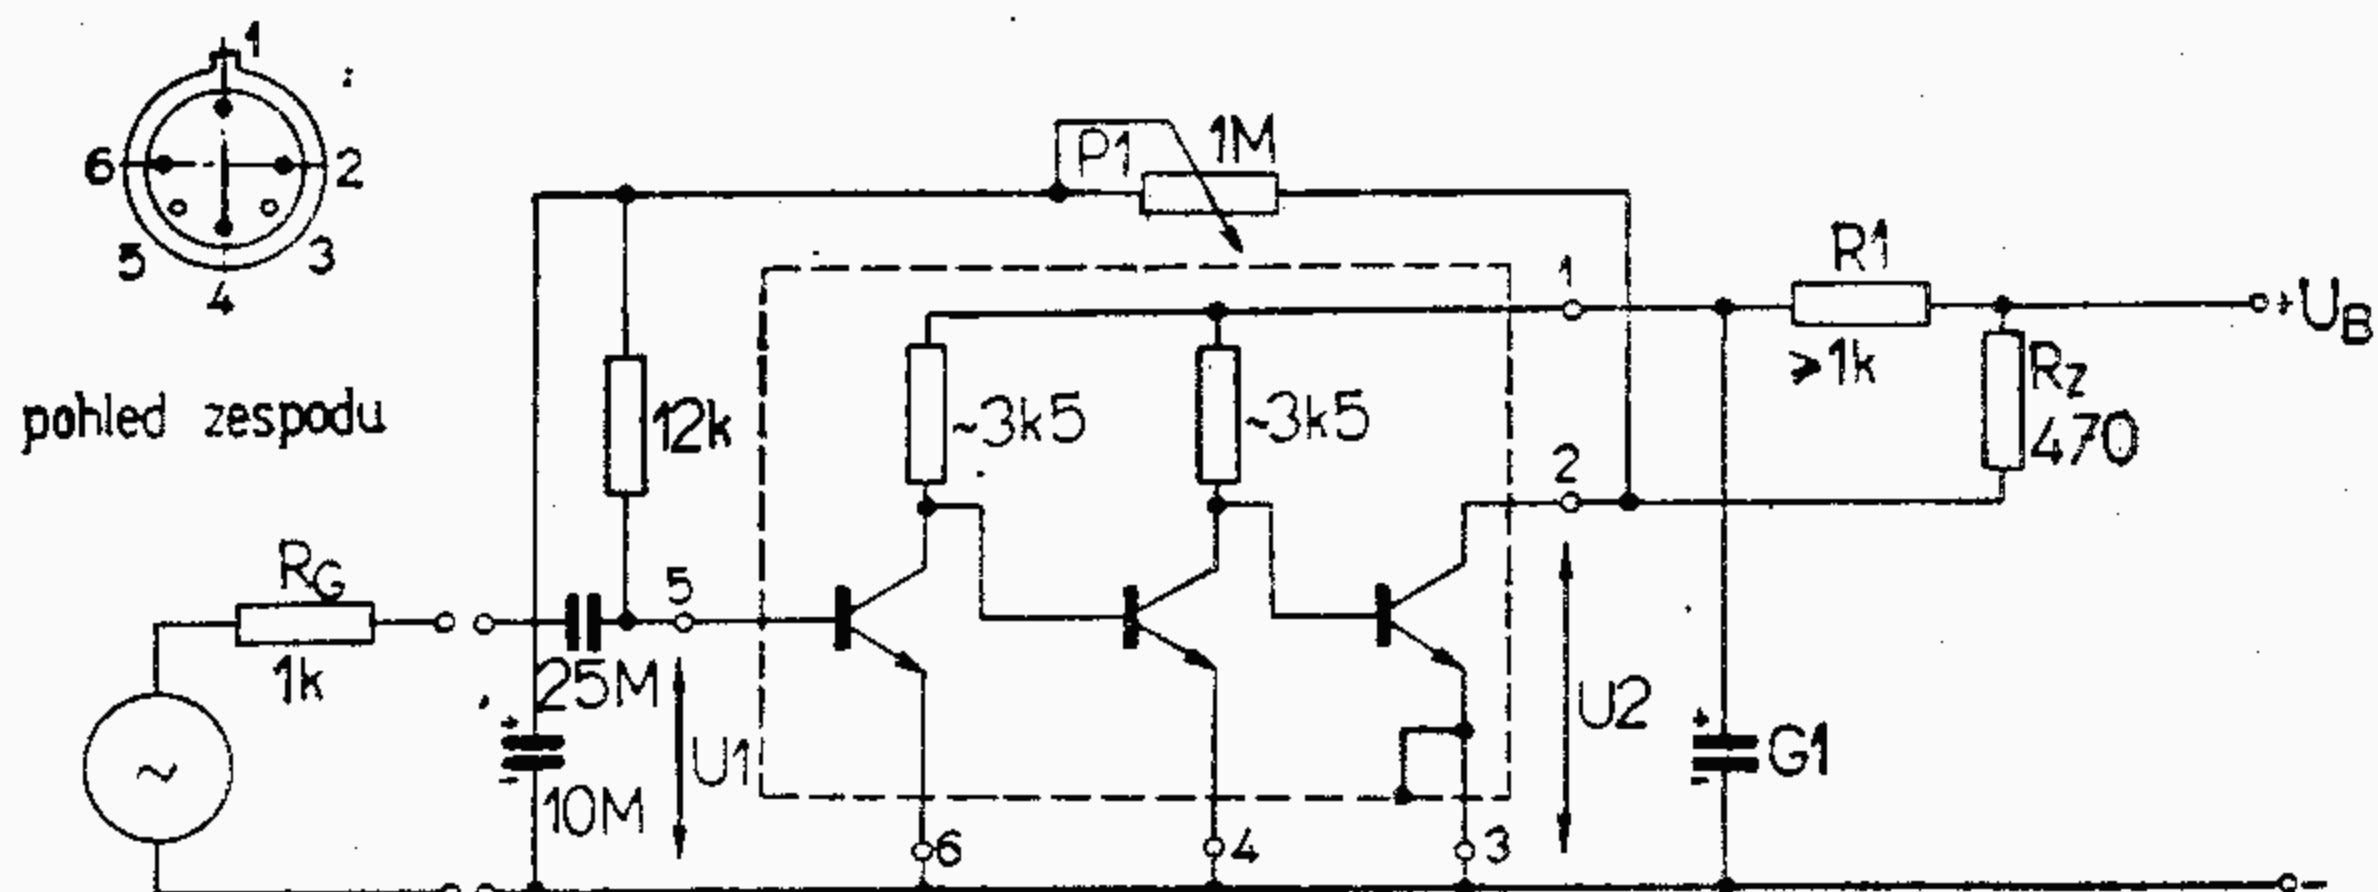 1
6
2
5
3
4
pohled zespodu
P1
1M
12k
~3k5
~3k5
1
R1
≥1k
+UB
RZ
470
2
RG
1k
5
25M
+
-
10M
~
U1
U2
+
-
G1
6
4
3
-